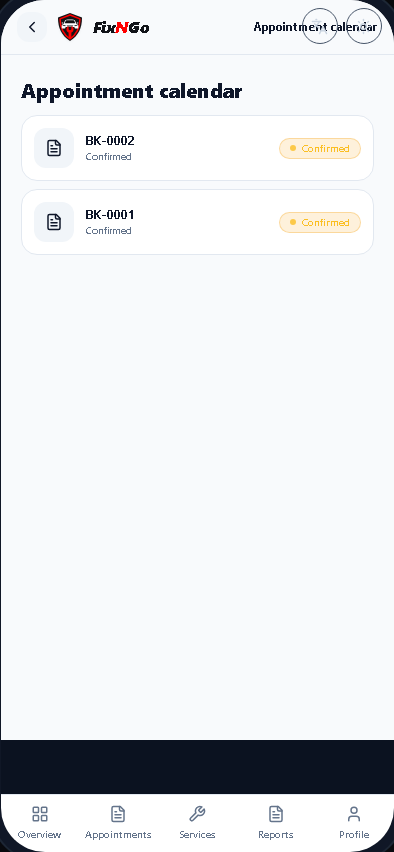 FixNGo
Appointment calendar
Appointment calendar
BK-0002
Confirmed
Confirmed
BK-0001
Confirmed
Confirmed
Overview
Appointments
Services
Reports
Profile